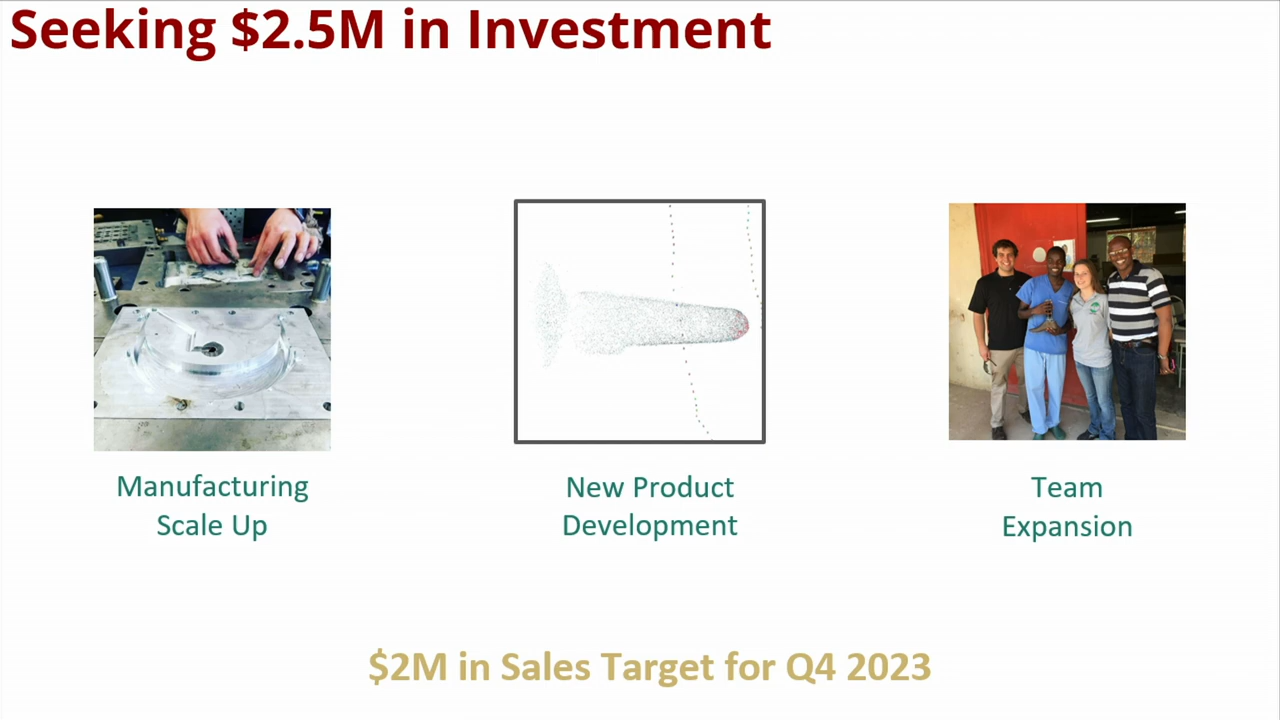 Seeking $2.5M in Investment
Manufacturing
Scale Up
New Product
Development
Team
Expansion
$2M in Sales Target for Q4 2023